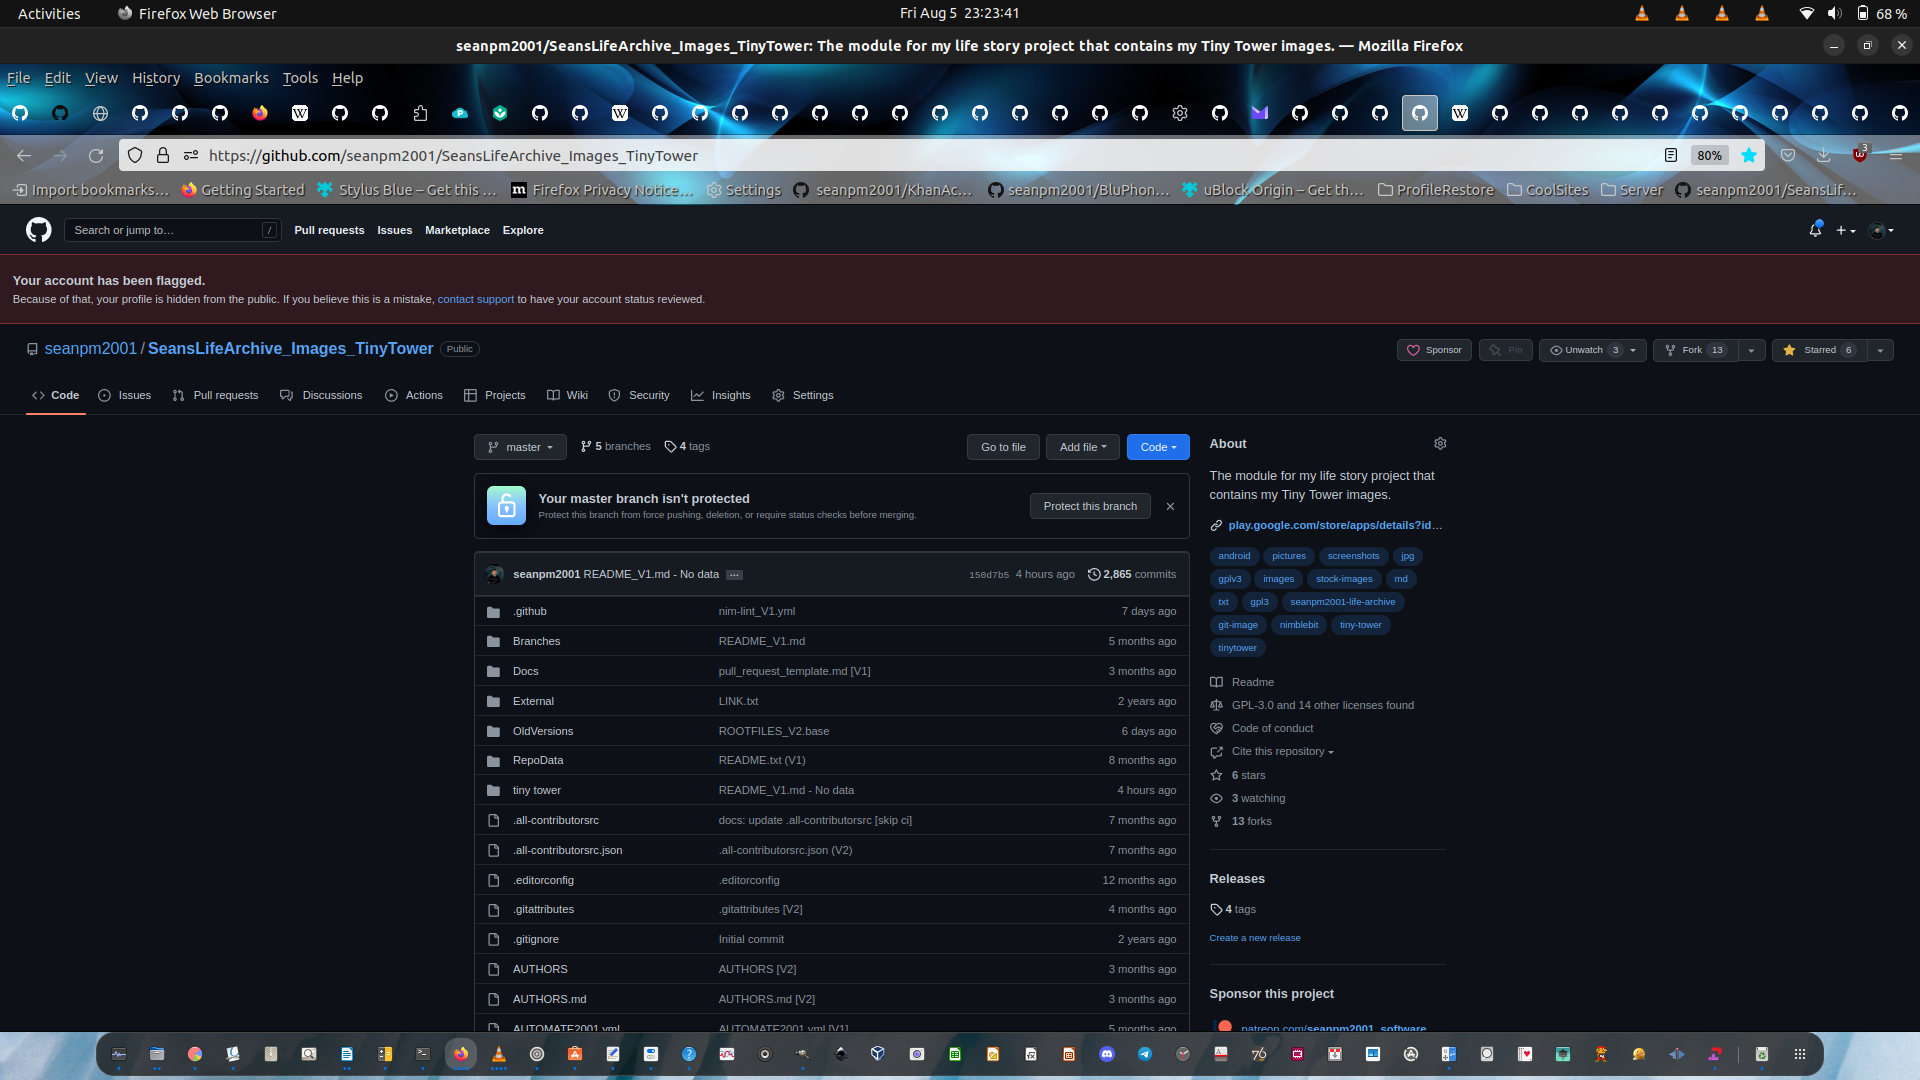 Activities Firefox Web Browser Fri Aug 5 23:23:41 68 %
seanpm2001/SeansLifeArchive_Images_TinyTower: The module for my life story project that contains my Tiny Tower images. — Mozilla Firefox
File Edit View History Bookmarks Tools Help
https://github.com/seanpm2001/SeansLifeArchive_Images_TinyTower 80% 3
Import bookmarks… Getting Started Stylus Blue – Get this … Firefox Privacy Notice… Settings seanpm2001/KhanAc… seanpm2001/BluPhon… uBlock Origin – Get th… ProfileRestore CoolSites Server seanpm2001/SeansLif…
Search or jump to… / Pull requests Issues Marketplace Explore
Your account has been flagged.
Because of that, your profile is hidden from the public. If you believe this is a mistake, contact support to have your account status reviewed.
seanpm2001 / SeansLifeArchive_Images_TinyTower Public Sponsor Pin Unwatch 3 Fork 13 Starred 6
Code Issues Pull requests Discussions Actions Projects Wiki Security Insights Settings
master 5 branches 4 tags Go to file Add file Code
Your master branch isn't protected
Protect this branch from force pushing, deletion, or require status checks before merging.
Protect this branch
seanpm2001 README_V1.md - No data … 150d7b5 4 hours ago 2,865 commits
.github nim-lint_V1.yml 7 days ago
Branches README_V1.md 5 months ago
Docs pull_request_template.md [V1] 3 months ago
External LINK.txt 2 years ago
OldVersions ROOTFILES_V2.base 6 days ago
RepoData README.txt (V1) 8 months ago
tiny tower README_V1.md - No data 4 hours ago
.all-contributorsrc docs: update .all-contributorsrc [skip ci] 7 months ago
.all-contributorsrc.json .all-contributorsrc.json (V2) 7 months ago
.editorconfig .editorconfig 12 months ago
.gitattributes .gitattributes [V2] 4 months ago
.gitignore Initial commit 2 years ago
AUTHORS AUTHORS [V2] 3 months ago
AUTHORS.md AUTHORS.md [V2] 3 months ago
AUTOMATE2001.yml AUTOMATE2001.yml [V1] 5 months ago
About
The module for my life story project that
contains my Tiny Tower images.
play.google.com/store/apps/details?id…
android pictures screenshots jpg
gplv3 images stock-images md
txt gpl3 seanpm2001-life-archive
git-image nimblebit tiny-tower
tinytower
Readme
GPL-3.0 and 14 other licenses found
Code of conduct
Cite this repository
6 stars
3 watching
13 forks
Releases
4 tags
Create a new release
Sponsor this project
patreon.com/seanpm2001_software